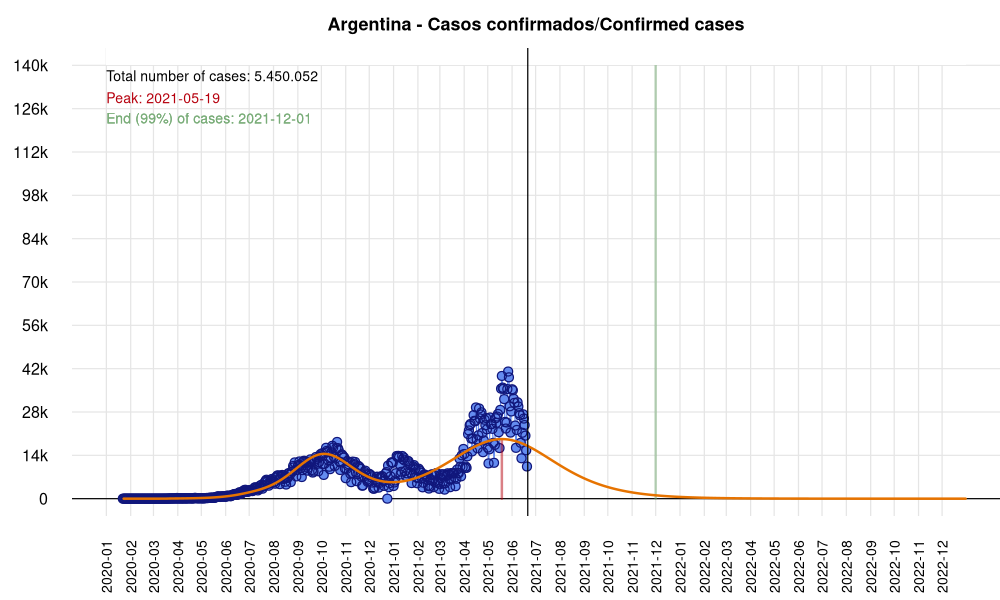 Argentina - Casos confirmados/Confirmed cases
Total number of cases: 5.450.052
Peak: 2021-05-19
End (99%) of cases: 2021-12-01
140k
126k
112k
98k
84k
70k
56k
42k
28k
14k
0
2020-01
2020-02
2020-03
2020-04
2020-05
2020-06
2020-07
2020-08
2020-09
2020-10
2020-11
2020-12
2021-01
2021-02
2021-03
2021-04
2021-05
2021-06
2021-07
2021-08
2021-09
2021-10
2021-11
2021-12
2022-01
2022-02
2022-03
2022-04
2022-05
2022-06
2022-07
2022-08
2022-09
2022-10
2022-11
2022-12